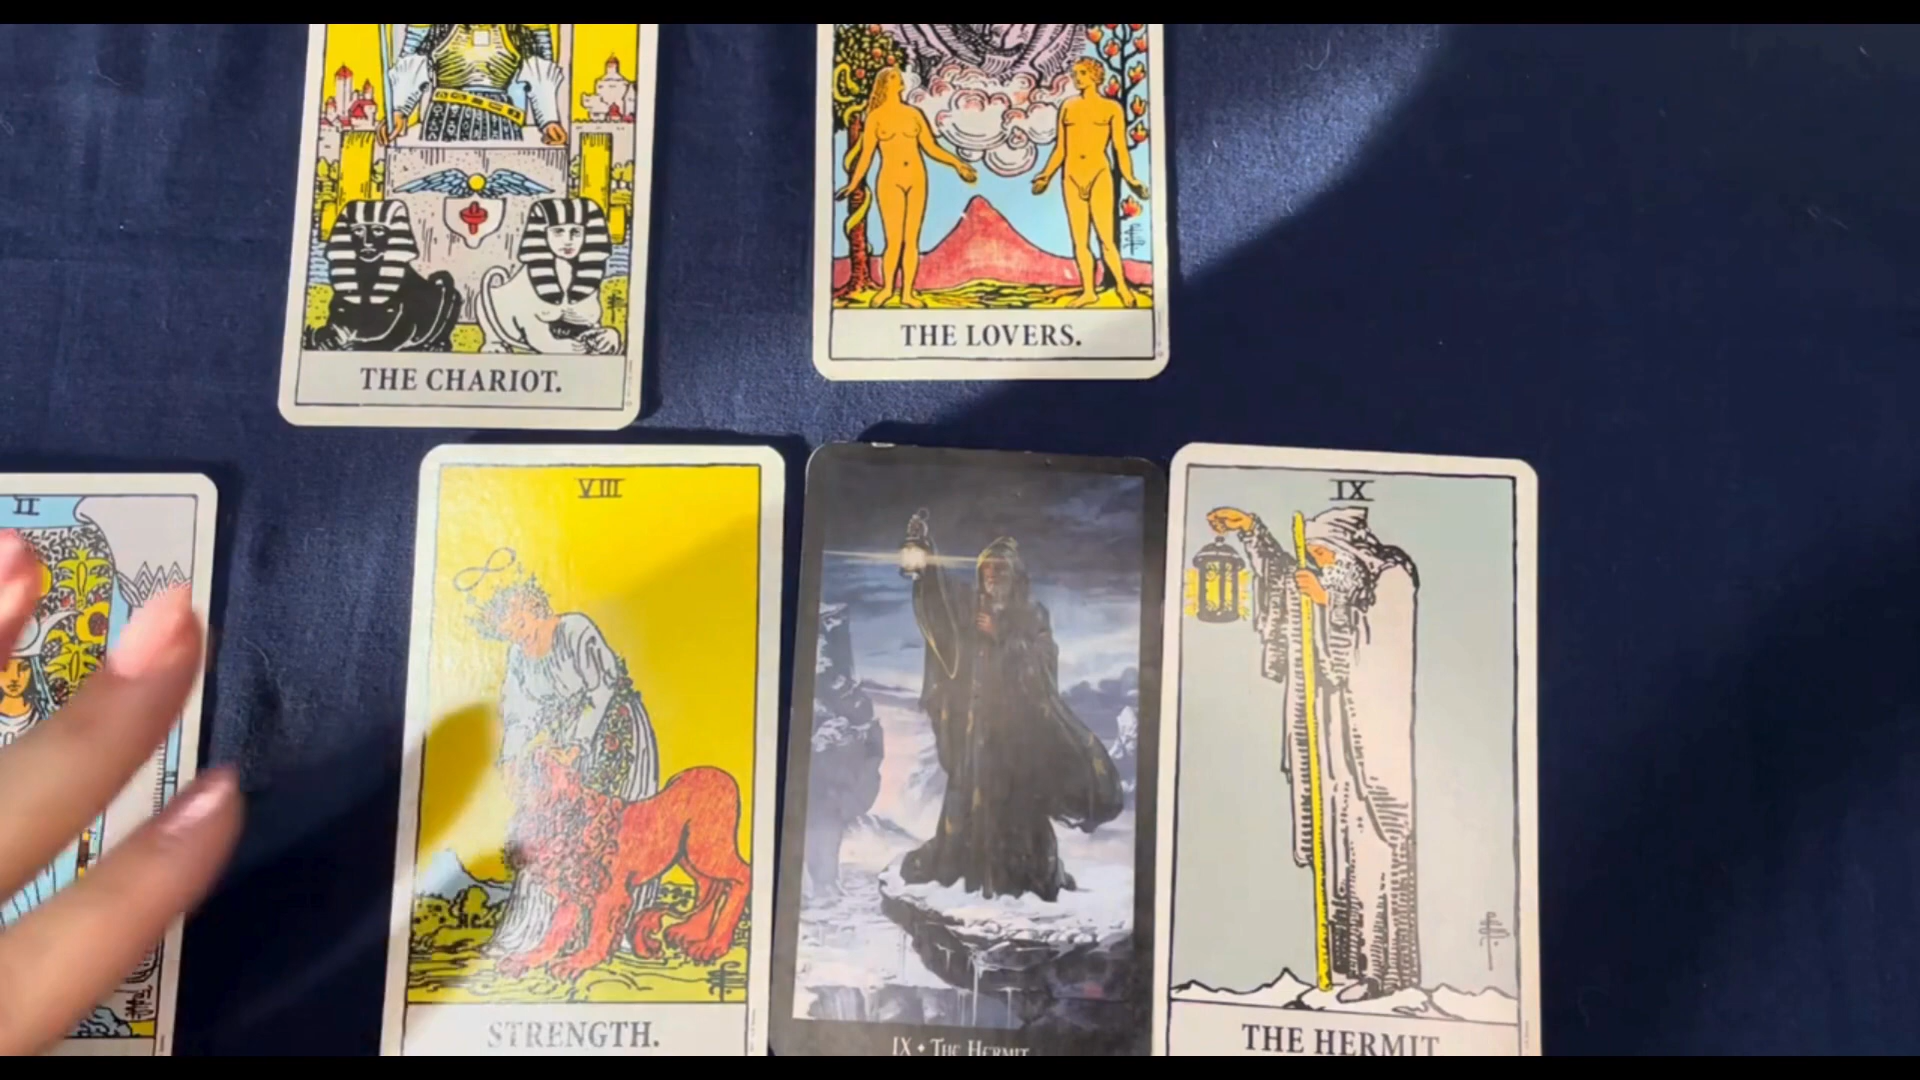 THE CHARIOT.
THE LOVERS.
II
VIII
STRENGTH.
IX • THE HERMIT
IX
THE HERMIT